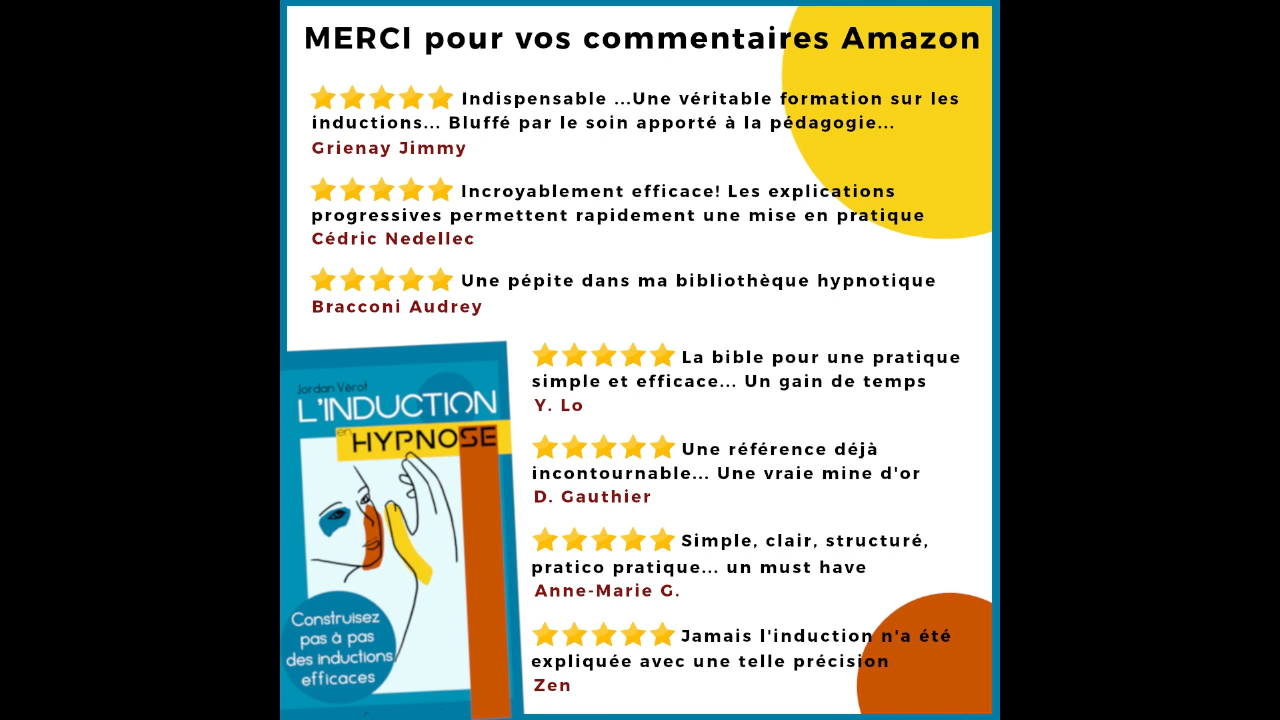 MERCI pour vos commentaires Amazon
Indispensable ...Une véritable formation sur les
inductions... Bluffé par le soin apporté à la pédagogie...
Grienay Jimmy
Incroyablement efficace! Les explications
progressives permettent rapidement une mise en pratique
Cédric Nedellec
Une pépite dans ma bibliothèque hypnotique
Bracconi Audrey
La bible pour une pratique
simple et efficace... Un gain de temps
Y. Lo
Une référence déjà
incontournable... Une vraie mine d'or
D. Gauthier
Simple, clair, structuré,
pratico pratique... un must have
Anne-Marie G.
Jamais l'induction n'a été
expliquée avec une telle précision
Zen
Jordan Vérot
L'INDUCTION
en HYPNOSE
Construisez
pas à pas
des inductions
efficaces